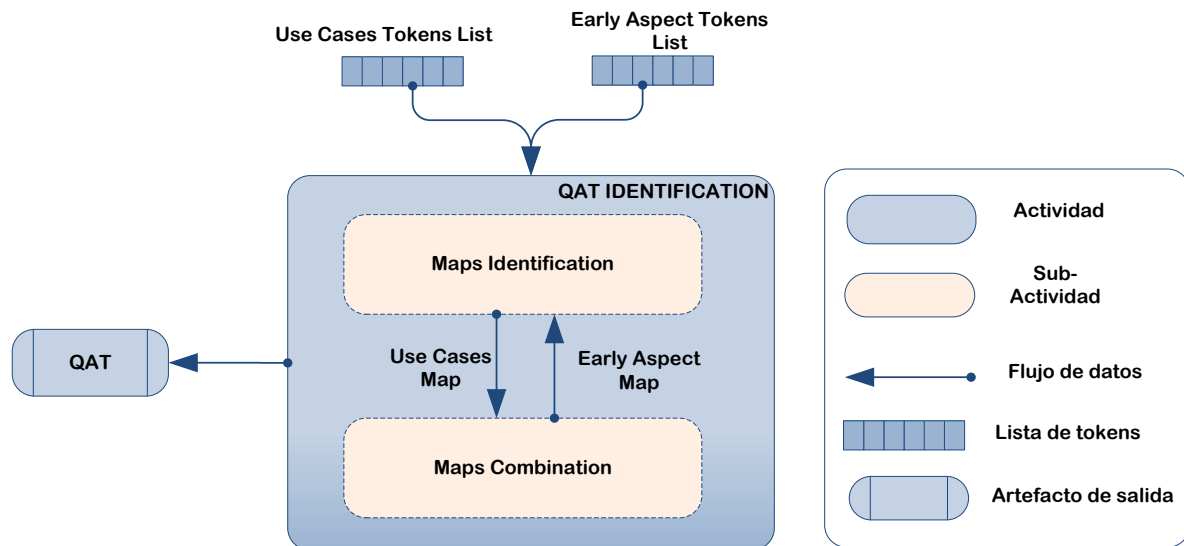 Use Cases Tokens List
Early Aspect Tokens
List
QAT IDENTIFICATION
Maps Identification
Use Cases
Map
Early Aspect
Map
Maps Combination
QAT
Actividad
Sub-
Actividad
Flujo de datos
Lista de tokens
Artefacto de salida